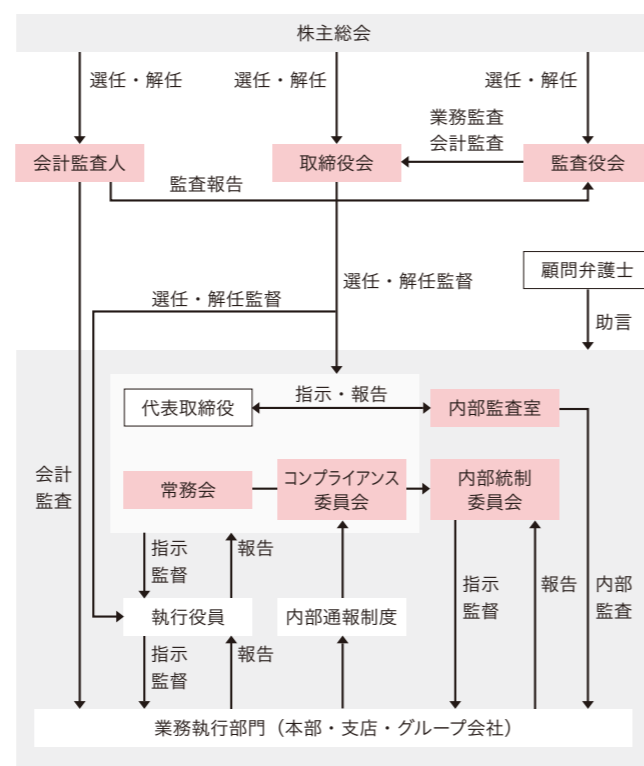 株主総会
選任・解任
選任・解任
選任・解任
業務監査
会計監査
会計監査人
取締役会
監査役会
監査報告
顧問弁護士
選任・解任監督
選任・解任監督
助言
代表取締役
指示・報告
内部監査室
会計
監査
常務会
コンプライアンス
委員会
内部統制
委員会
指示
監督
報告
指示
監督
報告
内部
監査
執行役員
内部通報制度
指示
監督
報告
業務執行部門（本部・支店・グループ会社）